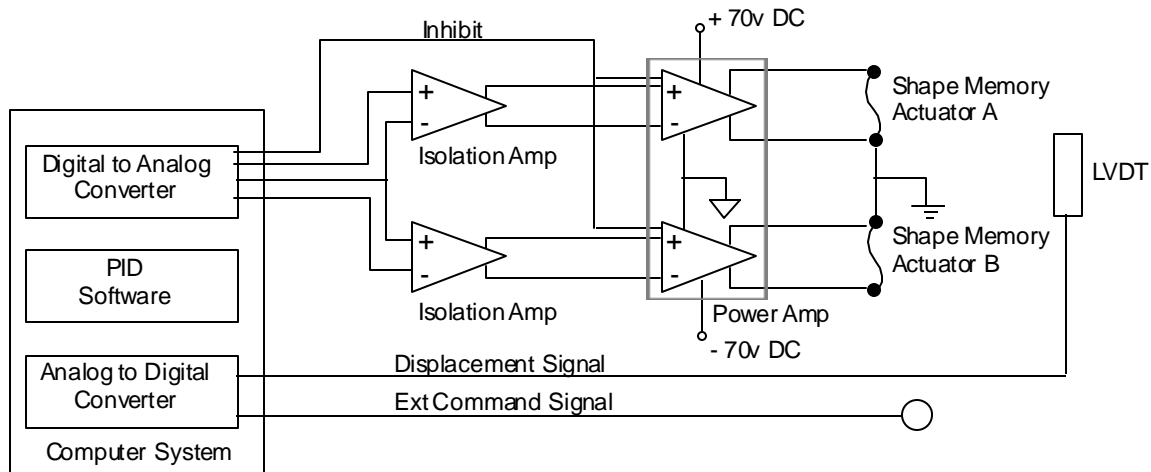 + 70v DC
Inhibit
+
-
Isolation Amp
+
-
Shape Memory
Actuator A
Digital to Analog
Converter
LVDT
PID
Software
+
-
Isolation Amp
+
-
Power Amp
- 70v DC
Shape Memory
Actuator B
Analog to Digital
Converter
Displacement Signal
Ext Command Signal
Computer System